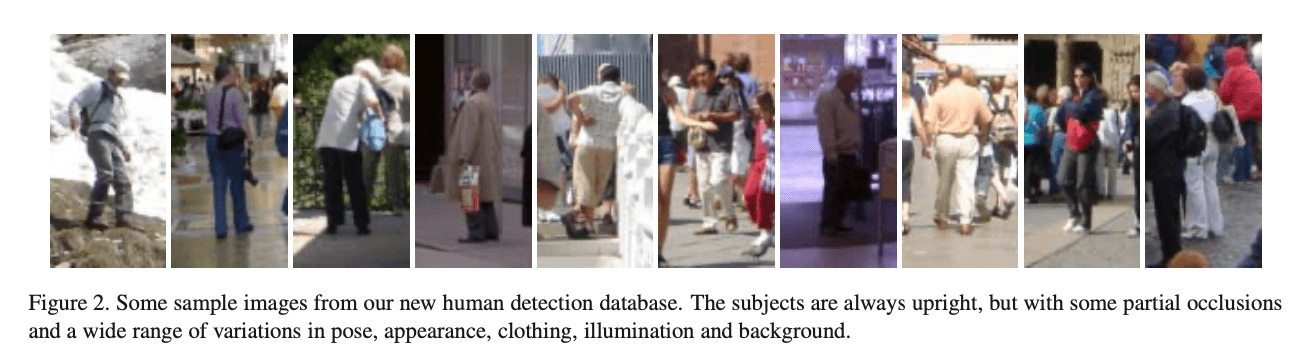 Figure 2. Some sample images from our new human detection database. The subjects are always upright, but with some partial occlusions
and a wide range of variations in pose, appearance, clothing, illumination and background.